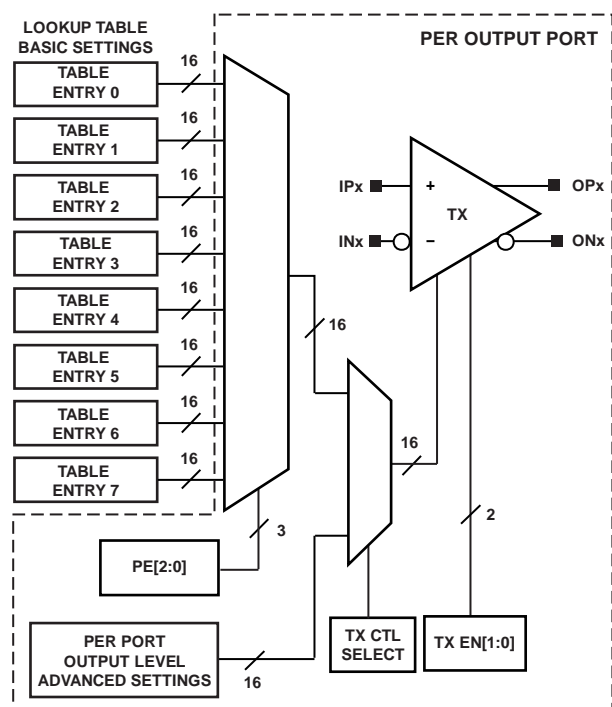 LOOKUP TABLE
BASIC SETTINGS
PER OUTPUT PORT
TABLE
ENTRY 0
16
TABLE
ENTRY 1
16
TABLE
ENTRY 2
16
TABLE
ENTRY 3
16
TABLE
ENTRY 4
16
TABLE
ENTRY 5
16
TABLE
ENTRY 6
16
TABLE
ENTRY 7
16
IPx
+
OPx
TX
INx
−
ONx
16
16
2
3
PE[2:0]
PER PORT
OUTPUT LEVEL
ADVANCED SETTINGS
16
TX CTL
SELECT
TX EN[1:0]